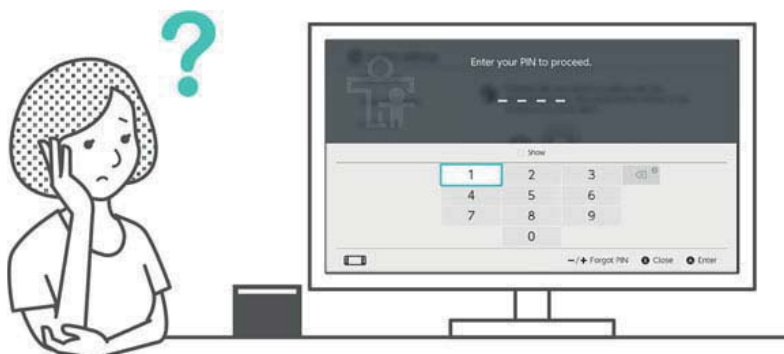 ?
Enter your PIN to proceed.
Show
1 2 3
4 5 6
7 8 9
0
−/+ Forgot PIN Close Enter